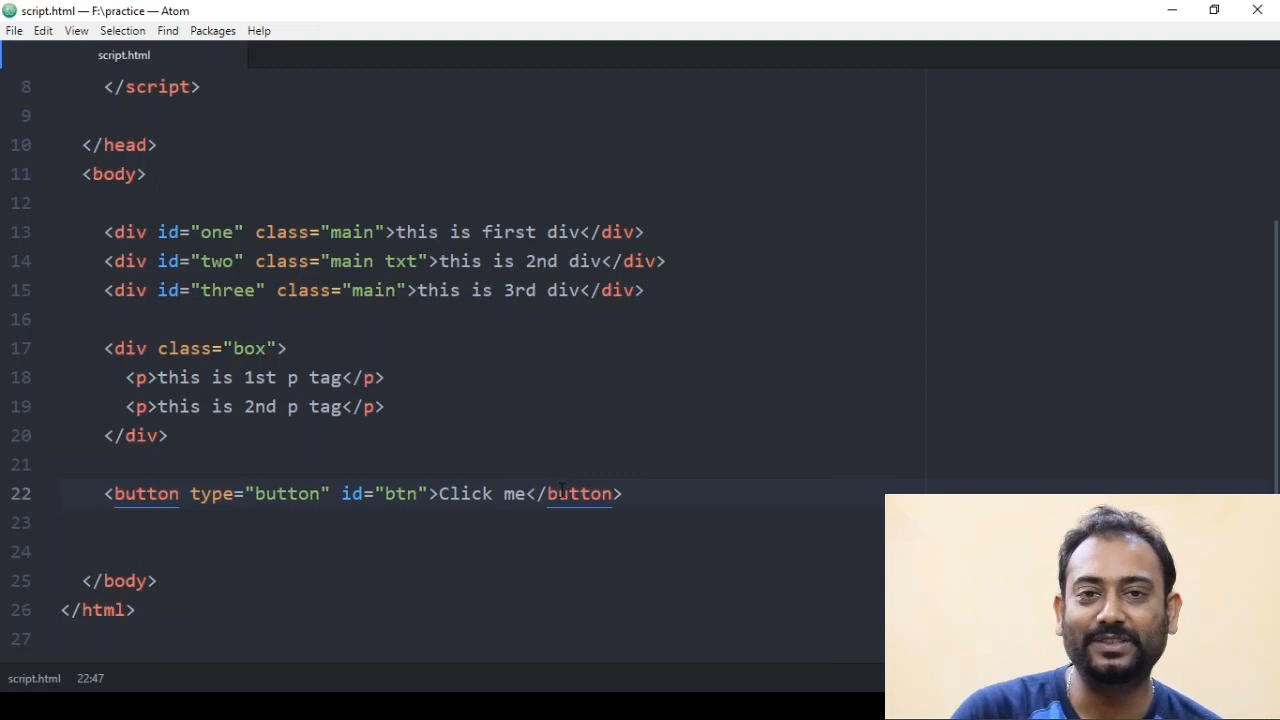 script.html — F:\practice — Atom
File Edit View Selection Find Packages Help
script.html
8 </script>
9
10 </head>
11 <body>
12
13 <div id="one" class="main">this is first div</div>
14 <div id="two" class="main txt">this is 2nd div</div>
15 <div id="three" class="main">this is 3rd div</div>
16
17 <div class="box">
18 <p>this is 1st p tag</p>
19 <p>this is 2nd p tag</p>
20 </div>
21
22 <button type="button" id="btn">Click me</button>
23
24
25 </body>
26 </html>
27
script.html 22:47